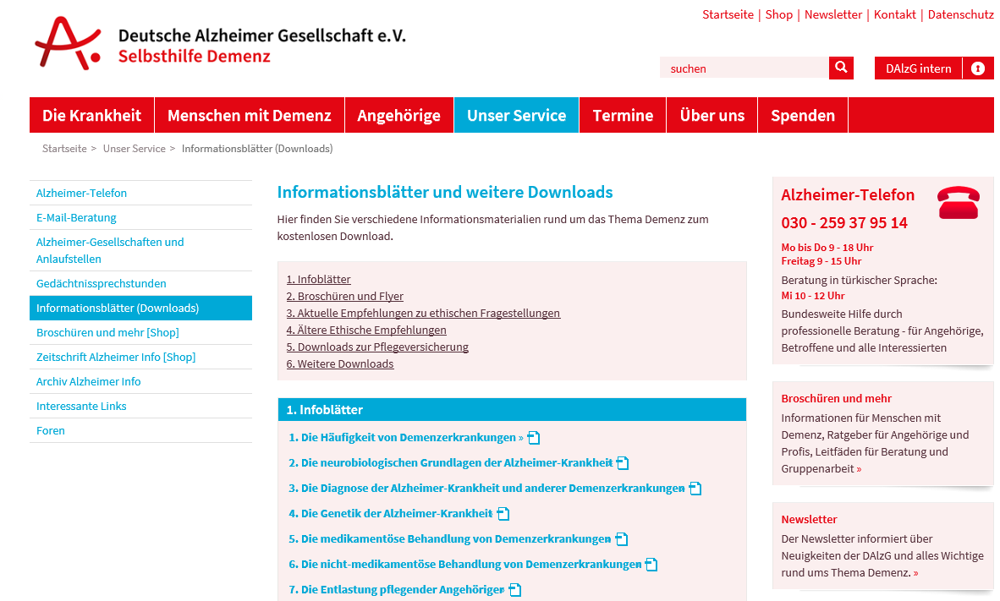 Startseite | Shop | Newsletter | Kontakt | Datenschutz
Deutsche Alzheimer Gesellschaft e.V.
Selbsthilfe Demenz
suchen
DAlzG intern
Die Krankheit Menschen mit Demenz Angehörige Unser Service Termine Über uns Spenden
Startseite > Unser Service > Informationsblätter (Downloads)
Alzheimer-Telefon
E-Mail-Beratung
Alzheimer-Gesellschaften und
Anlaufstellen
Gedächtnissprechstunden
Informationsblätter (Downloads)
Broschüren und mehr [Shop]
Zeitschrift Alzheimer Info [Shop]
Archiv Alzheimer Info
Interessante Links
Foren
Informationsblätter und weitere Downloads
Hier finden Sie verschiedene Informationsmaterialien rund um das Thema Demenz zum
kostenlosen Download.
1. Infoblätter
2. Broschüren und Flyer
3. Aktuelle Empfehlungen zu ethischen Fragestellungen
4. Ältere Ethische Empfehlungen
5. Downloads zur Pflegeversicherung
6. Weitere Downloads
1. Infoblätter
1. Die Häufigkeit von Demenzerkrankungen »
2. Die neurobiologischen Grundlagen der Alzheimer-Krankheit
3. Die Diagnose der Alzheimer-Krankheit und anderer Demenzerkrankungen
4. Die Genetik der Alzheimer-Krankheit
5. Die medikamentöse Behandlung von Demenzerkrankungen
6. Die nicht-medikamentöse Behandlung von Demenzerkrankungen
7. Die Entlastung pflegender Angehöriger
Alzheimer-Telefon
030 - 259 37 95 14
Mo bis Do 9 - 18 Uhr
Freitag 9 - 15 Uhr
Beratung in türkischer Sprache:
Mi 10 - 12 Uhr
Bundesweite Hilfe durch
professionelle Beratung - für Angehörige,
Betroffene und alle Interessierten
Broschüren und mehr
Informationen für Menschen mit
Demenz, Ratgeber für Angehörige und
Profis, Leitfäden für Beratung und
Gruppenarbeit »
Newsletter
Der Newsletter informiert über
Neuigkeiten der DAlzG und alles Wichtige
rund ums Thema Demenz. »